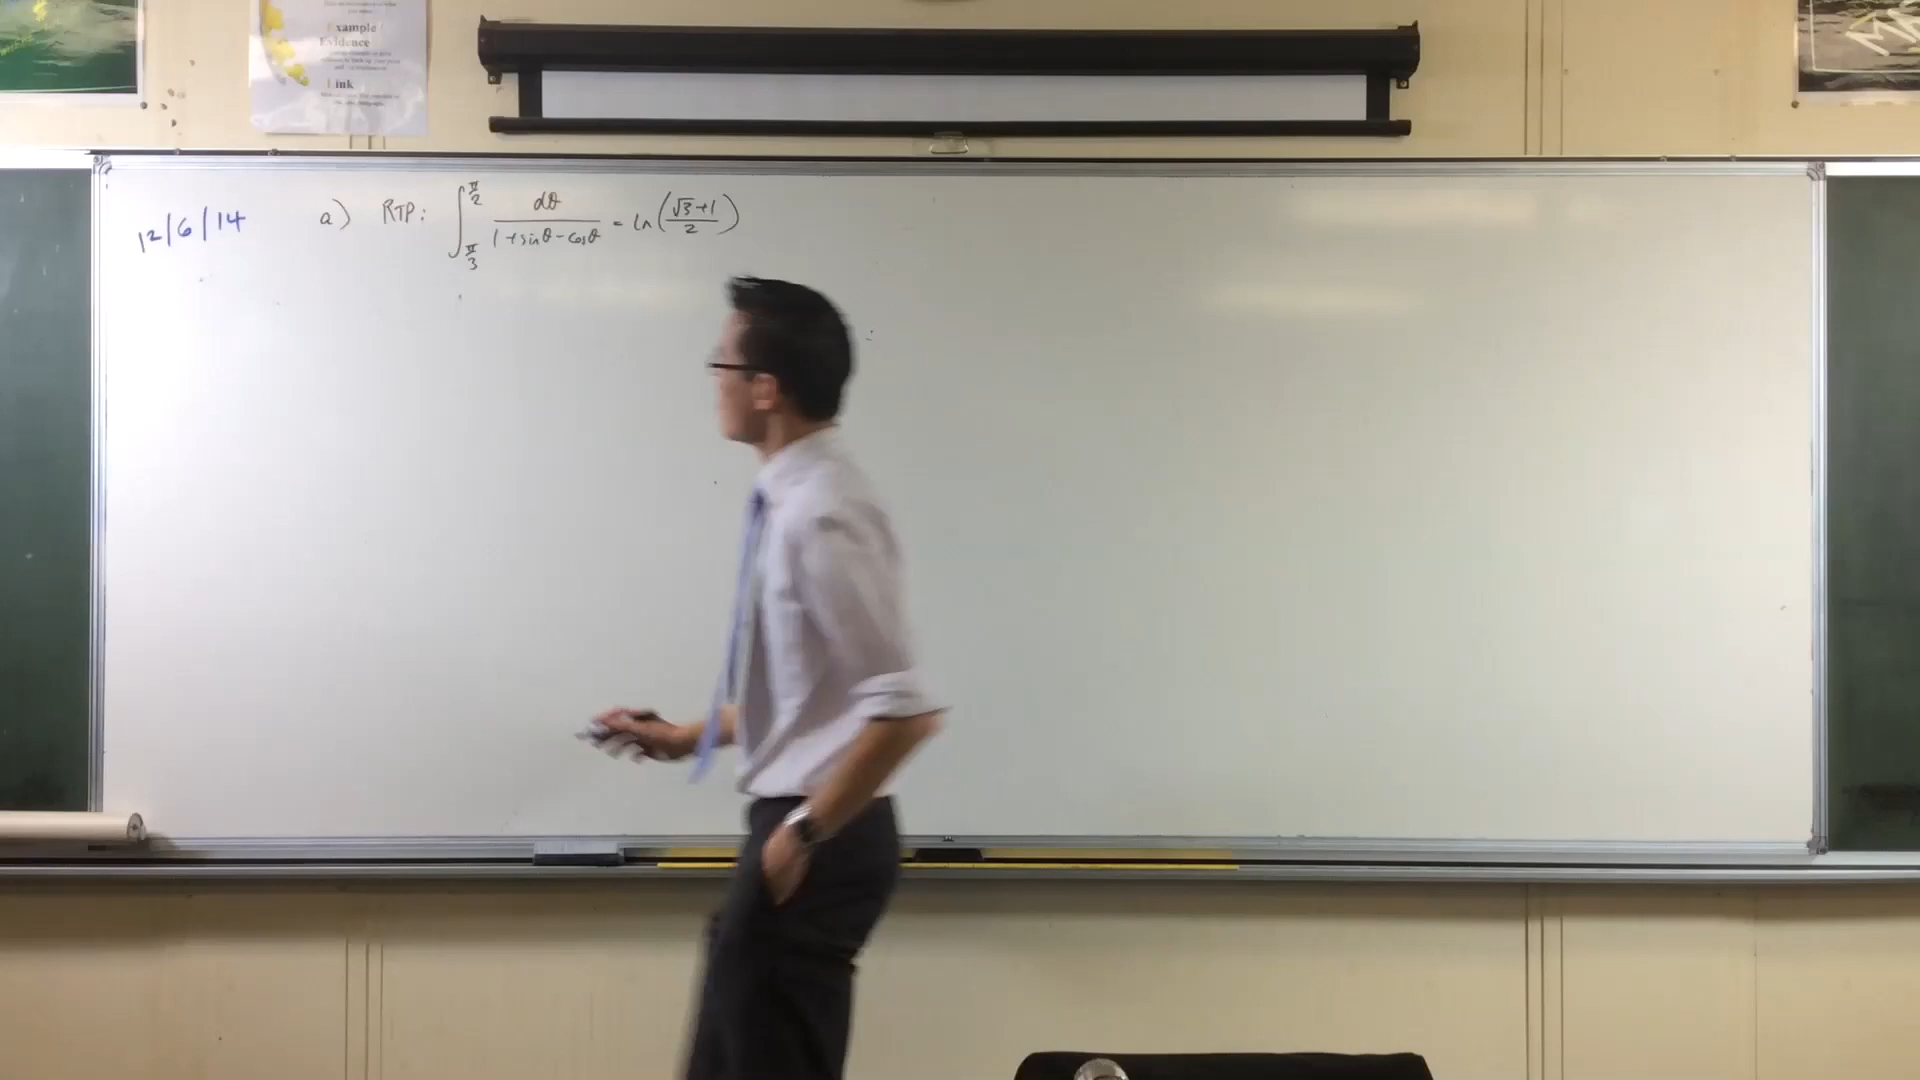 Example
Evidence
Link
12/6/14
a) RTP: ∫_{π/3}^{π/2} dθ/(1+sinθ-cosθ) = ln((√3+1)/2)